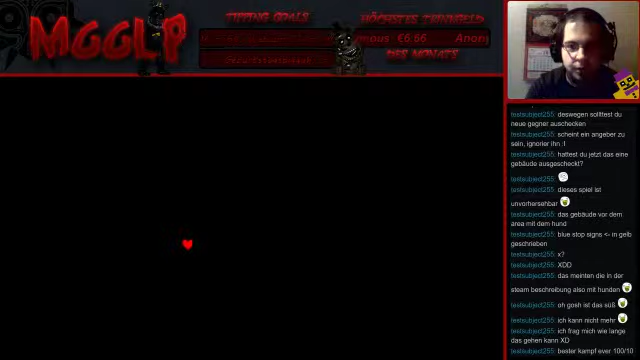 MGGLP
TIPPING GOALS
HÖCHSTES TRINKGELD
€6.66 Anony
DES MONATS
testsubject255: deswegen sollttest du
neue gegner auschecken
testsubject255: scheint ein angeber zu
sein, ignorier ihn :I
testsubject255: hattest du jetzt das eine
gebäude ausgescheckt?
testsubject255:
testsubject255: dieses spiel ist
unvorhersehbar
testsubject255: das gebäude vor dem
area mit dem hund
testsubject255: blue stop signs <- in gelb
geschrieben
testsubject255: x?
testsubject255: XDD
testsubject255: das meinten die in der
steam beschreibung also mit hunden
testsubject255: oh gosh ist das süß
testsubject255: ich kann nicht mehr
testsubject255: ich frag mich wie lange
das gehen kann XD
testsubject255: bester kampf ever 100/10